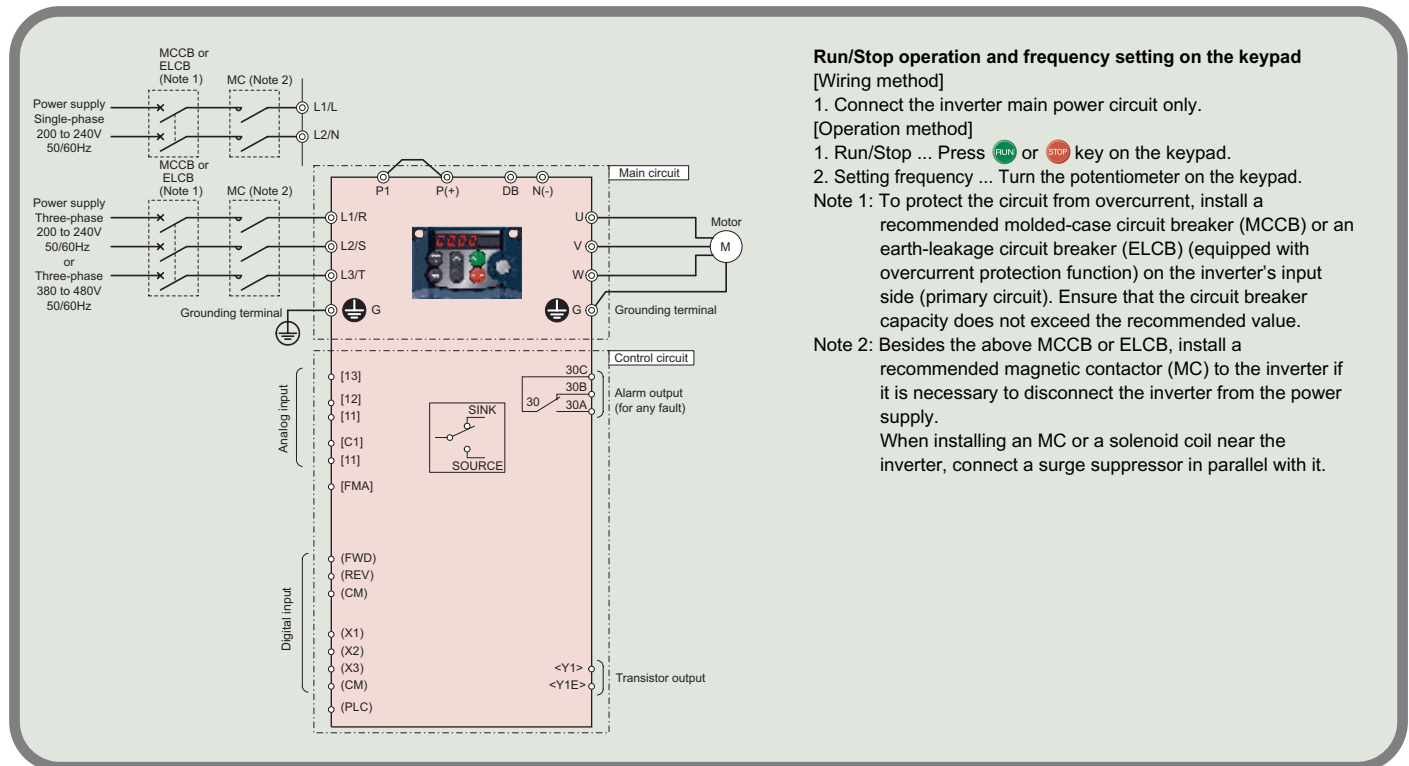 MCCB or
ELCB
(Note 1)
MC (Note 2)
Power supply
Single-phase
200 to 240V
50/60Hz
L1/L
L2/N
MCCB or
ELCB
(Note 1)
MC (Note 2)
Power supply
Three-phase
200 to 240V
50/60Hz
or
Three-phase
380 to 480V
50/60Hz
Grounding terminal
Main circuit
P1
P(+)
DB
N(-)
L1/R
L2/S
L3/T
G
U
V
W
G
Motor
M
Grounding terminal
Control circuit
Analog input
[13]
[12]
[11]
[C1]
[11]
[FMA]
SINK
SOURCE
30C
30B
30
30A
Alarm output
(for any fault)
Digital input
(FWD)
(REV)
(CM)
(X1)
(X2)
(X3)
(CM)
(PLC)
<Y1>
<Y1E>
Transistor output
Run/Stop operation and frequency setting on the keypad
[Wiring method]
1. Connect the inverter main power circuit only.
[Operation method]
1. Run/Stop ... Press RUN or STOP key on the keypad.
2. Setting frequency ... Turn the potentiometer on the keypad.
Note 1: To protect the circuit from overcurrent, install a
recommended molded-case circuit breaker (MCCB) or an
earth-leakage circuit breaker (ELCB) (equipped with
overcurrent protection function) on the inverter's input
side (primary circuit). Ensure that the circuit breaker
capacity does not exceed the recommended value.
Note 2: Besides the above MCCB or ELCB, install a
recommended magnetic contactor (MC) to the inverter if
it is necessary to disconnect the inverter from the power
supply.
When installing an MC or a solenoid coil near the
inverter, connect a surge suppressor in parallel with it.